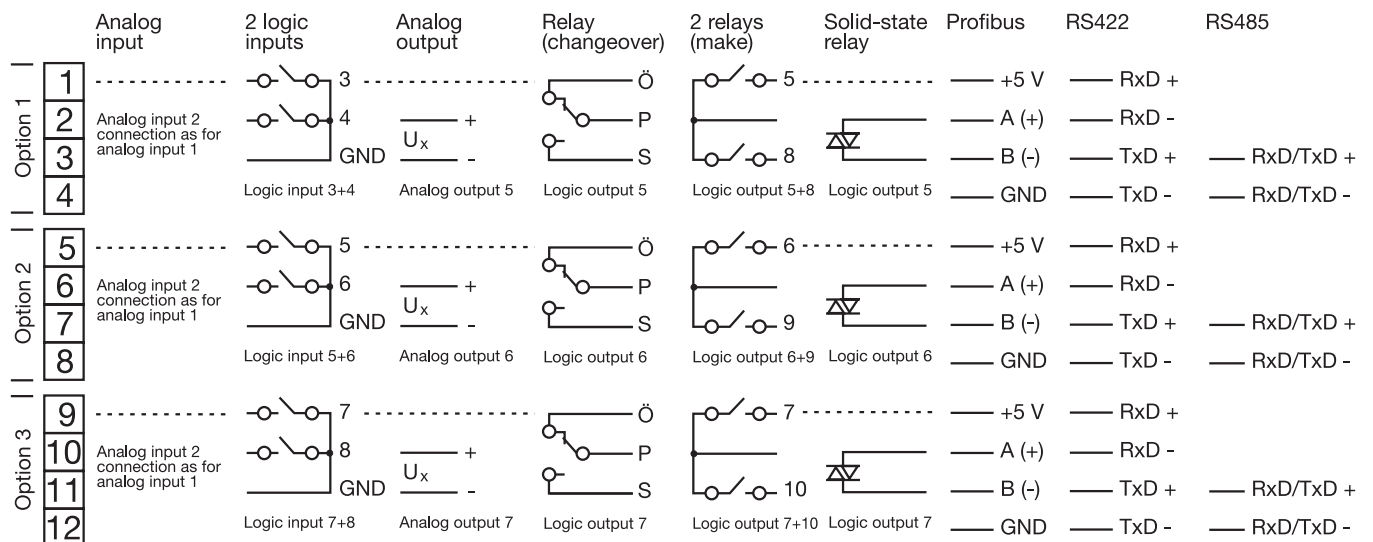 Analog input
2 logic inputs
Analog output
Relay (changeover)
2 relays (make)
Solid-state relay
Profibus
RS422
RS485
Option 1
1 3 Ö 5 +5 V RxD +
2 Analog input 2 4 + P A (+) RxD -
connection as for Ux
3 analog input 1 GND - S 8 B (-) TxD + RxD/TxD +
4 Logic input 3+4 Analog output 5 Logic output 5 Logic output 5+8 Logic output 5 GND TxD - RxD/TxD -
Option 2
5 5 Ö 6 +5 V RxD +
6 Analog input 2 6 + P A (+) RxD -
connection as for Ux
7 analog input 1 GND - S 9 B (-) TxD + RxD/TxD +
8 Logic input 5+6 Analog output 6 Logic output 6 Logic output 6+9 Logic output 6 GND TxD - RxD/TxD -
Option 3
9 7 Ö 7 +5 V RxD +
10 Analog input 2 8 + P A (+) RxD -
connection as for Ux
11 analog input 1 GND - S 10 B (-) TxD + RxD/TxD +
12 Logic input 7+8 Analog output 7 Logic output 7 Logic output 7+10 Logic output 7 GND TxD - RxD/TxD -